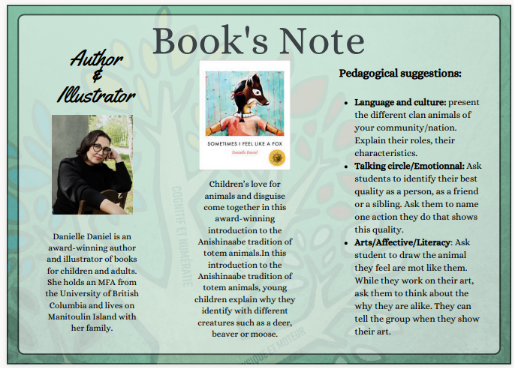 Book's Note
Author
&
Illustrator
Danielle Daniel is an
award-winning author
and illustrator of books
for children and adults.
She holds an MFA from
the University of British
Columbia and lives on
Manitoulin Island with
her family.
SOMETIMES I FEEL LIKE A FOX
Danielle Daniel
Children's love for
animals and disguise
come together in this
award-winning
introduction to the
Anishinaabe tradition of
totem animals.In this
introduction to the
Anishinaabe tradition of
totem animals, young
children explain why they
identify with different
creatures such as a deer,
beaver or moose.
Pedagogical suggestions:
Language and culture: present
the different clan animals of
your community/nation.
Explain their roles, their
characteristics.
Talking circle/Emotionnal: Ask
students to identify their best
quality as a person, as a friend
or a sibling. Ask them to name
one action they do that shows
this quality.
Arts/Affective/Literacy: Ask
student to draw the animal
they feel are mot like them.
While they work on their art,
ask them to think about the
why they are alike. They can
tell the group when they show
their art.